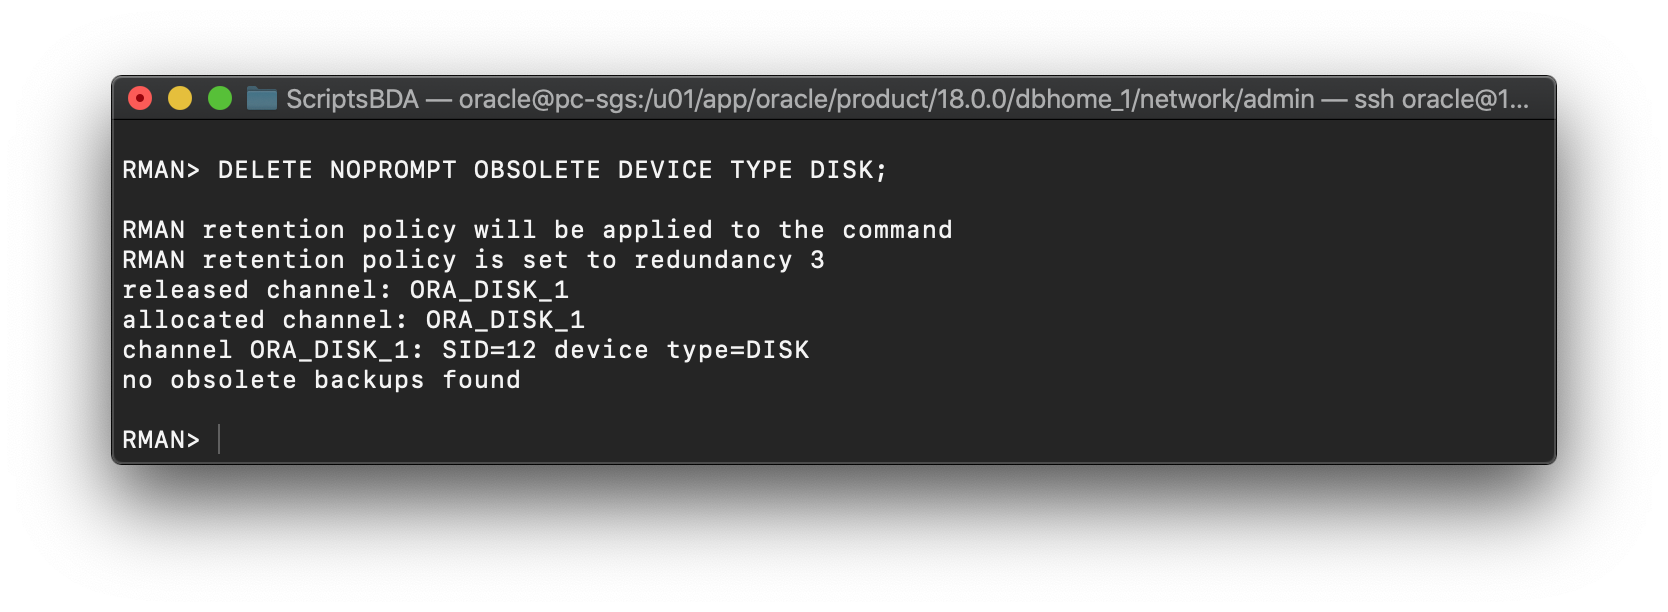 ScriptsBDA — oracle@pc-sgs:/u01/app/oracle/product/18.0.0/dbhome_1/network/admin — ssh oracle@1...
RMAN> DELETE NOPROMPT OBSOLETE DEVICE TYPE DISK;
RMAN retention policy will be applied to the command
RMAN retention policy is set to redundancy 3
released channel: ORA_DISK_1
allocated channel: ORA_DISK_1
channel ORA_DISK_1: SID=12 device type=DISK
no obsolete backups found
RMAN>